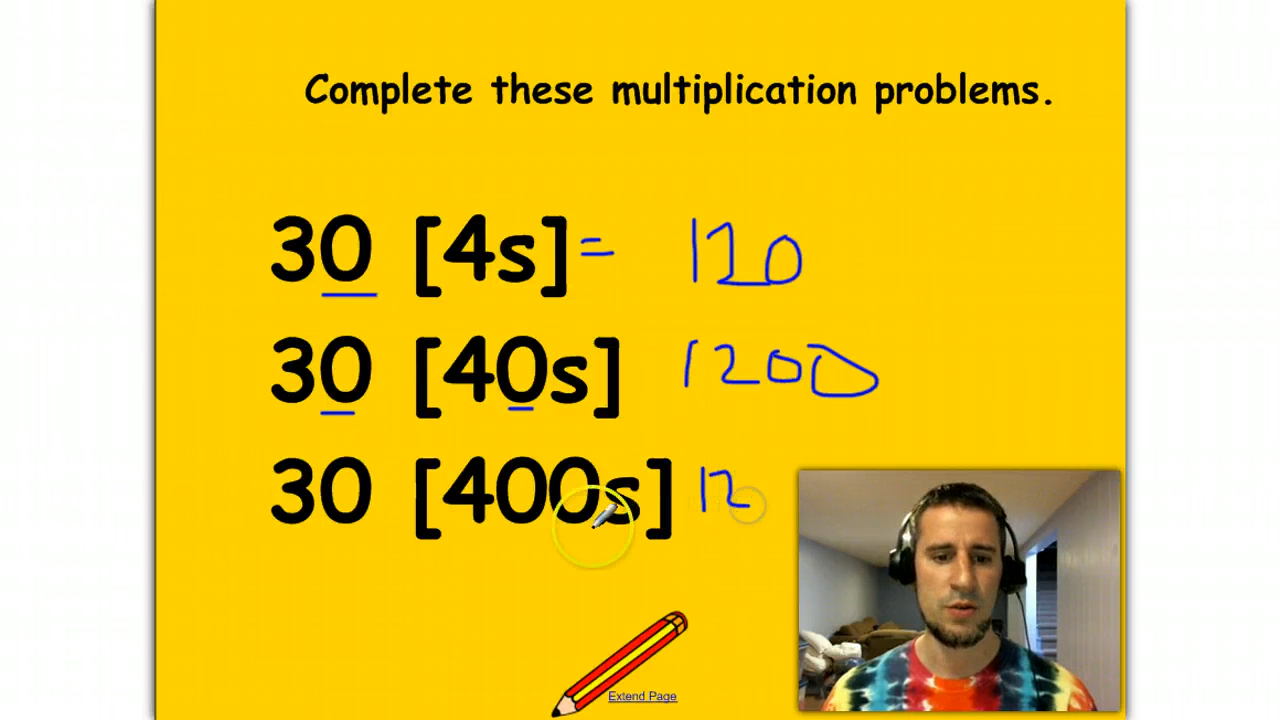 Complete these multiplication problems.
30 [4s] = 120
30 [40s] 1200
30 [400s] 12
Extend Page